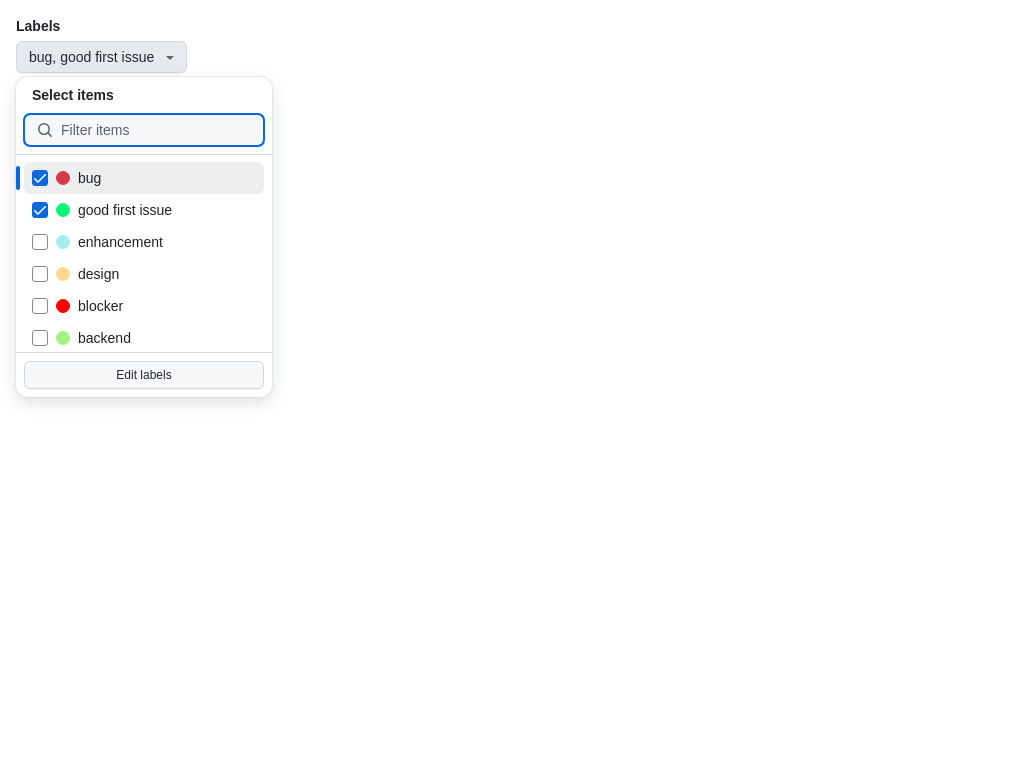 Labels
bug, good first issue
Select items
Filter items
bug
good first issue
enhancement
design
blocker
backend
Edit labels